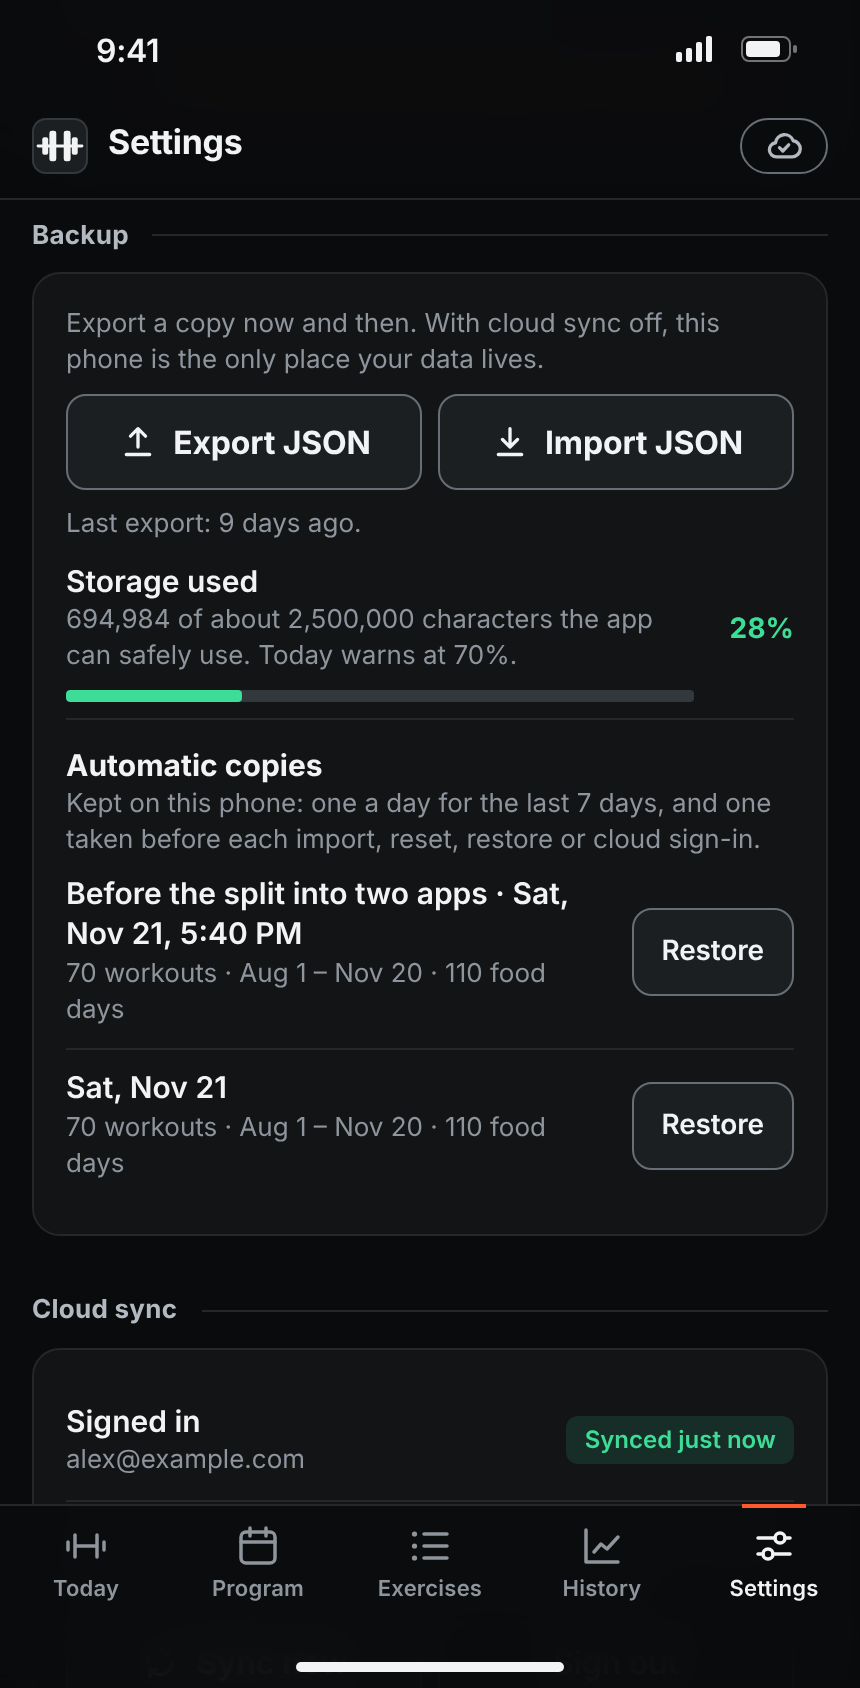 9:41
Settings
Backup
Export a copy now and then. With cloud sync off, this
phone is the only place your data lives.
Export JSON
Import JSON
Last export: 9 days ago.
Storage used
694,984 of about 2,500,000 characters the app
can safely use. Today warns at 70%.
28%
Automatic copies
Kept on this phone: one a day for the last 7 days, and one
taken before each import, reset, restore or cloud sign-in.
Before the split into two apps · Sat,
Nov 21, 5:40 PM
70 workouts · Aug 1 – Nov 20 · 110 food
days
Restore
Sat, Nov 21
70 workouts · Aug 1 – Nov 20 · 110 food
days
Restore
Cloud sync
Signed in
alex@example.com
Synced just now
Today
Program
Exercises
History
Settings